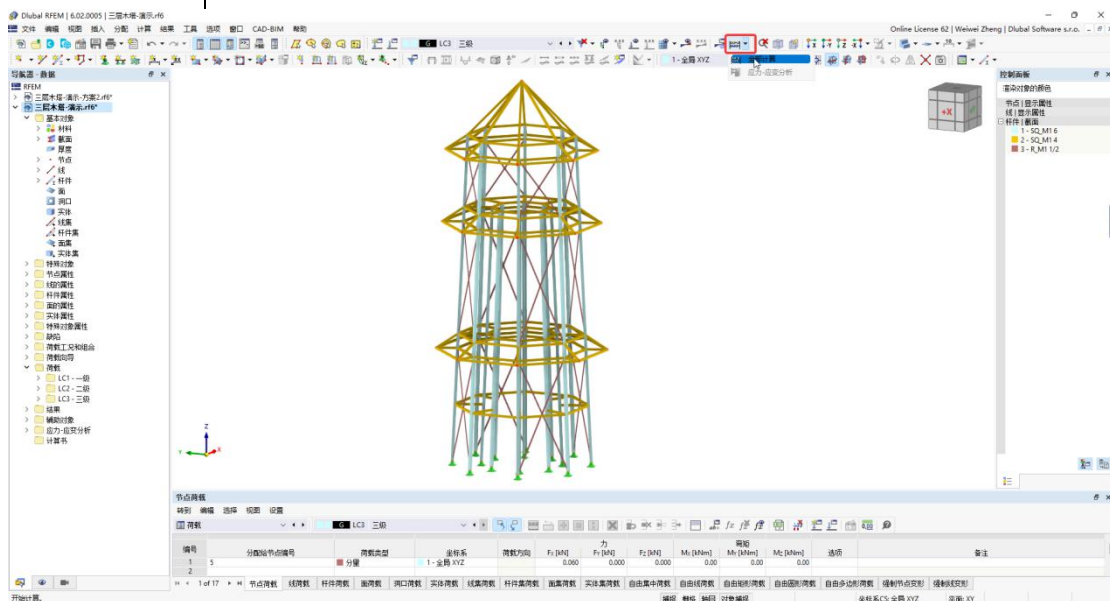 Dlubal RFEM | 6.02.0005 | 三层木塔-演示.rf6
文件 编辑 视图 插入 分配 计算 结果 工具 选项 窗口 CAD-BIM 帮助
Online License 62 | Weiwei Zheng | Dlubal Software s.r.o.
G LC3 三级
1 - 全局 XYZ
应力-应变分析
导航器 - 数据
RFEM
三层木塔-演示-方案2.rf6*
三层木塔-演示.rf6*
基本对象
材料
截面
厚度
节点
线
杆件
面
洞口
实体
线集
杆件集
面集
实体集
特殊对象
节点属性
线的属性
杆件属性
面的属性
实体属性
特殊对象属性
缺陷
荷载工况和组合
荷载向导
荷载
LC1 - 一级
LC2 - 二级
LC3 - 三级
结果
辅助对象
应力-应变分析
计算书
+X
Z
Y
X
控制面板
渲染对象的颜色
节点 | 显示属性
线 | 显示属性
杆件 | 截面
1 - SQ_M1 6
2 - SQ_M1 4
3 - R_M1 1/2
节点荷载
转到 编辑 选择 视图 设置
荷载
G LC3 三级
力
弯矩
编号 分配给节点编号 荷载类型 坐标系 荷载方向 Fx [kN] Fy [kN] Fz [kN] Mx [kNm] My [kNm] Mz [kNm] 选项 备注
1 5 分量 1 - 全局 XYZ 0.060 0.000 0.000 0.00 0.00 0.00
2
1 of 17 节点荷载 线荷载 杆件荷载 面荷载 洞口荷载 实体荷载 线集荷载 杆件集荷载 面集荷载 实体集荷载 自由集中荷载 自由线荷载 自由矩形荷载 自由圆形荷载 自由多边形荷载 强制节点变形 强制线变形
开始计算。
捕捉 栅格 轴网 对象捕捉
坐标系CS: 全局 XYZ 平面: XY